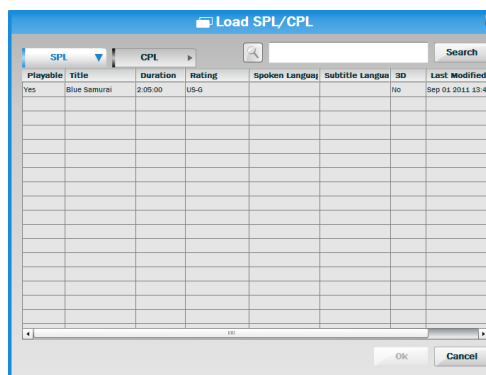 Load SPL/CPL
SPL CPL Search
Playable Title Duration Rating Spoken Languag Subtitle Langua 3D Last Modified
Yes Blue Samurai 2:05:00 US-G No Sep 01 2011 13:4
Ok Cancel